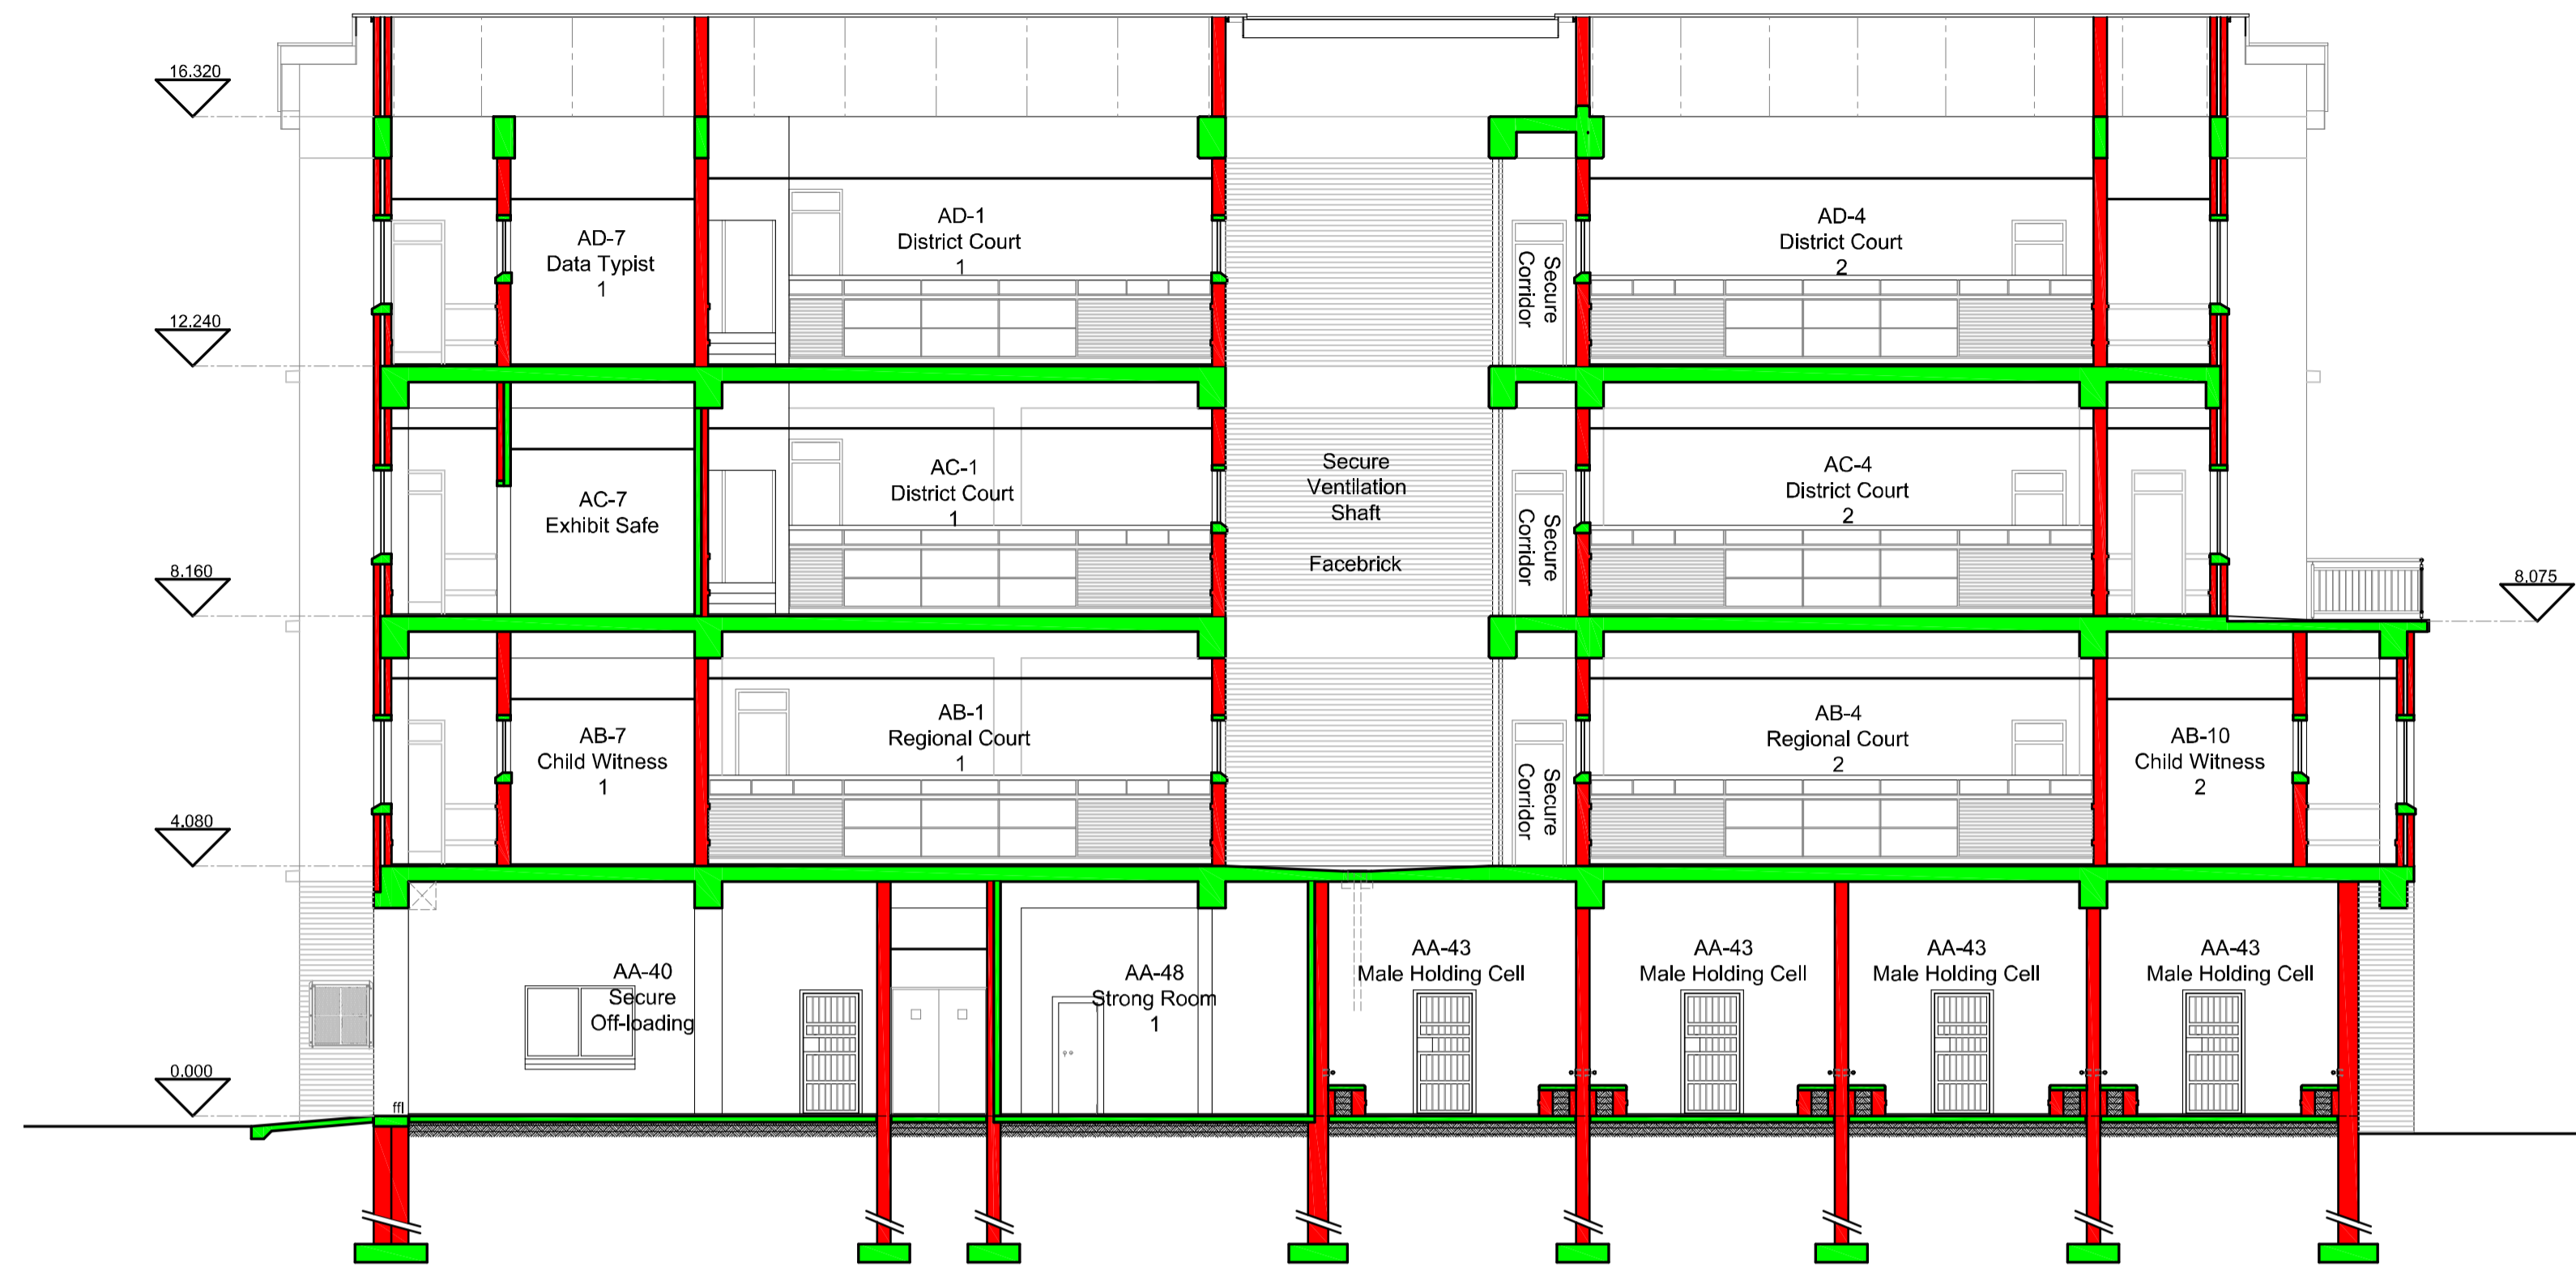 16.320
AD-7
Data Typist
1
AD-1
District Court
1
Secure
Corridor
AD-4
District Court
2
12.240
AC-7
Exhibit Safe
AC-1
District Court
1
Secure
Ventilation
Shaft
Facebrick
Secure
Corridor
AC-4
District Court
2
8.160
8.075
AB-7
Child Witness
1
AB-1
Regional Court
1
Secure
Corridor
AB-4
Regional Court
2
AB-10
Child Witness
2
4.080
AA-40
Secure
Off-loading
AA-48
Strong Room
1
AA-43
Male Holding Cell
AA-43
Male Holding Cell
AA-43
Male Holding Cell
AA-43
Male Holding Cell
0.000
ffl